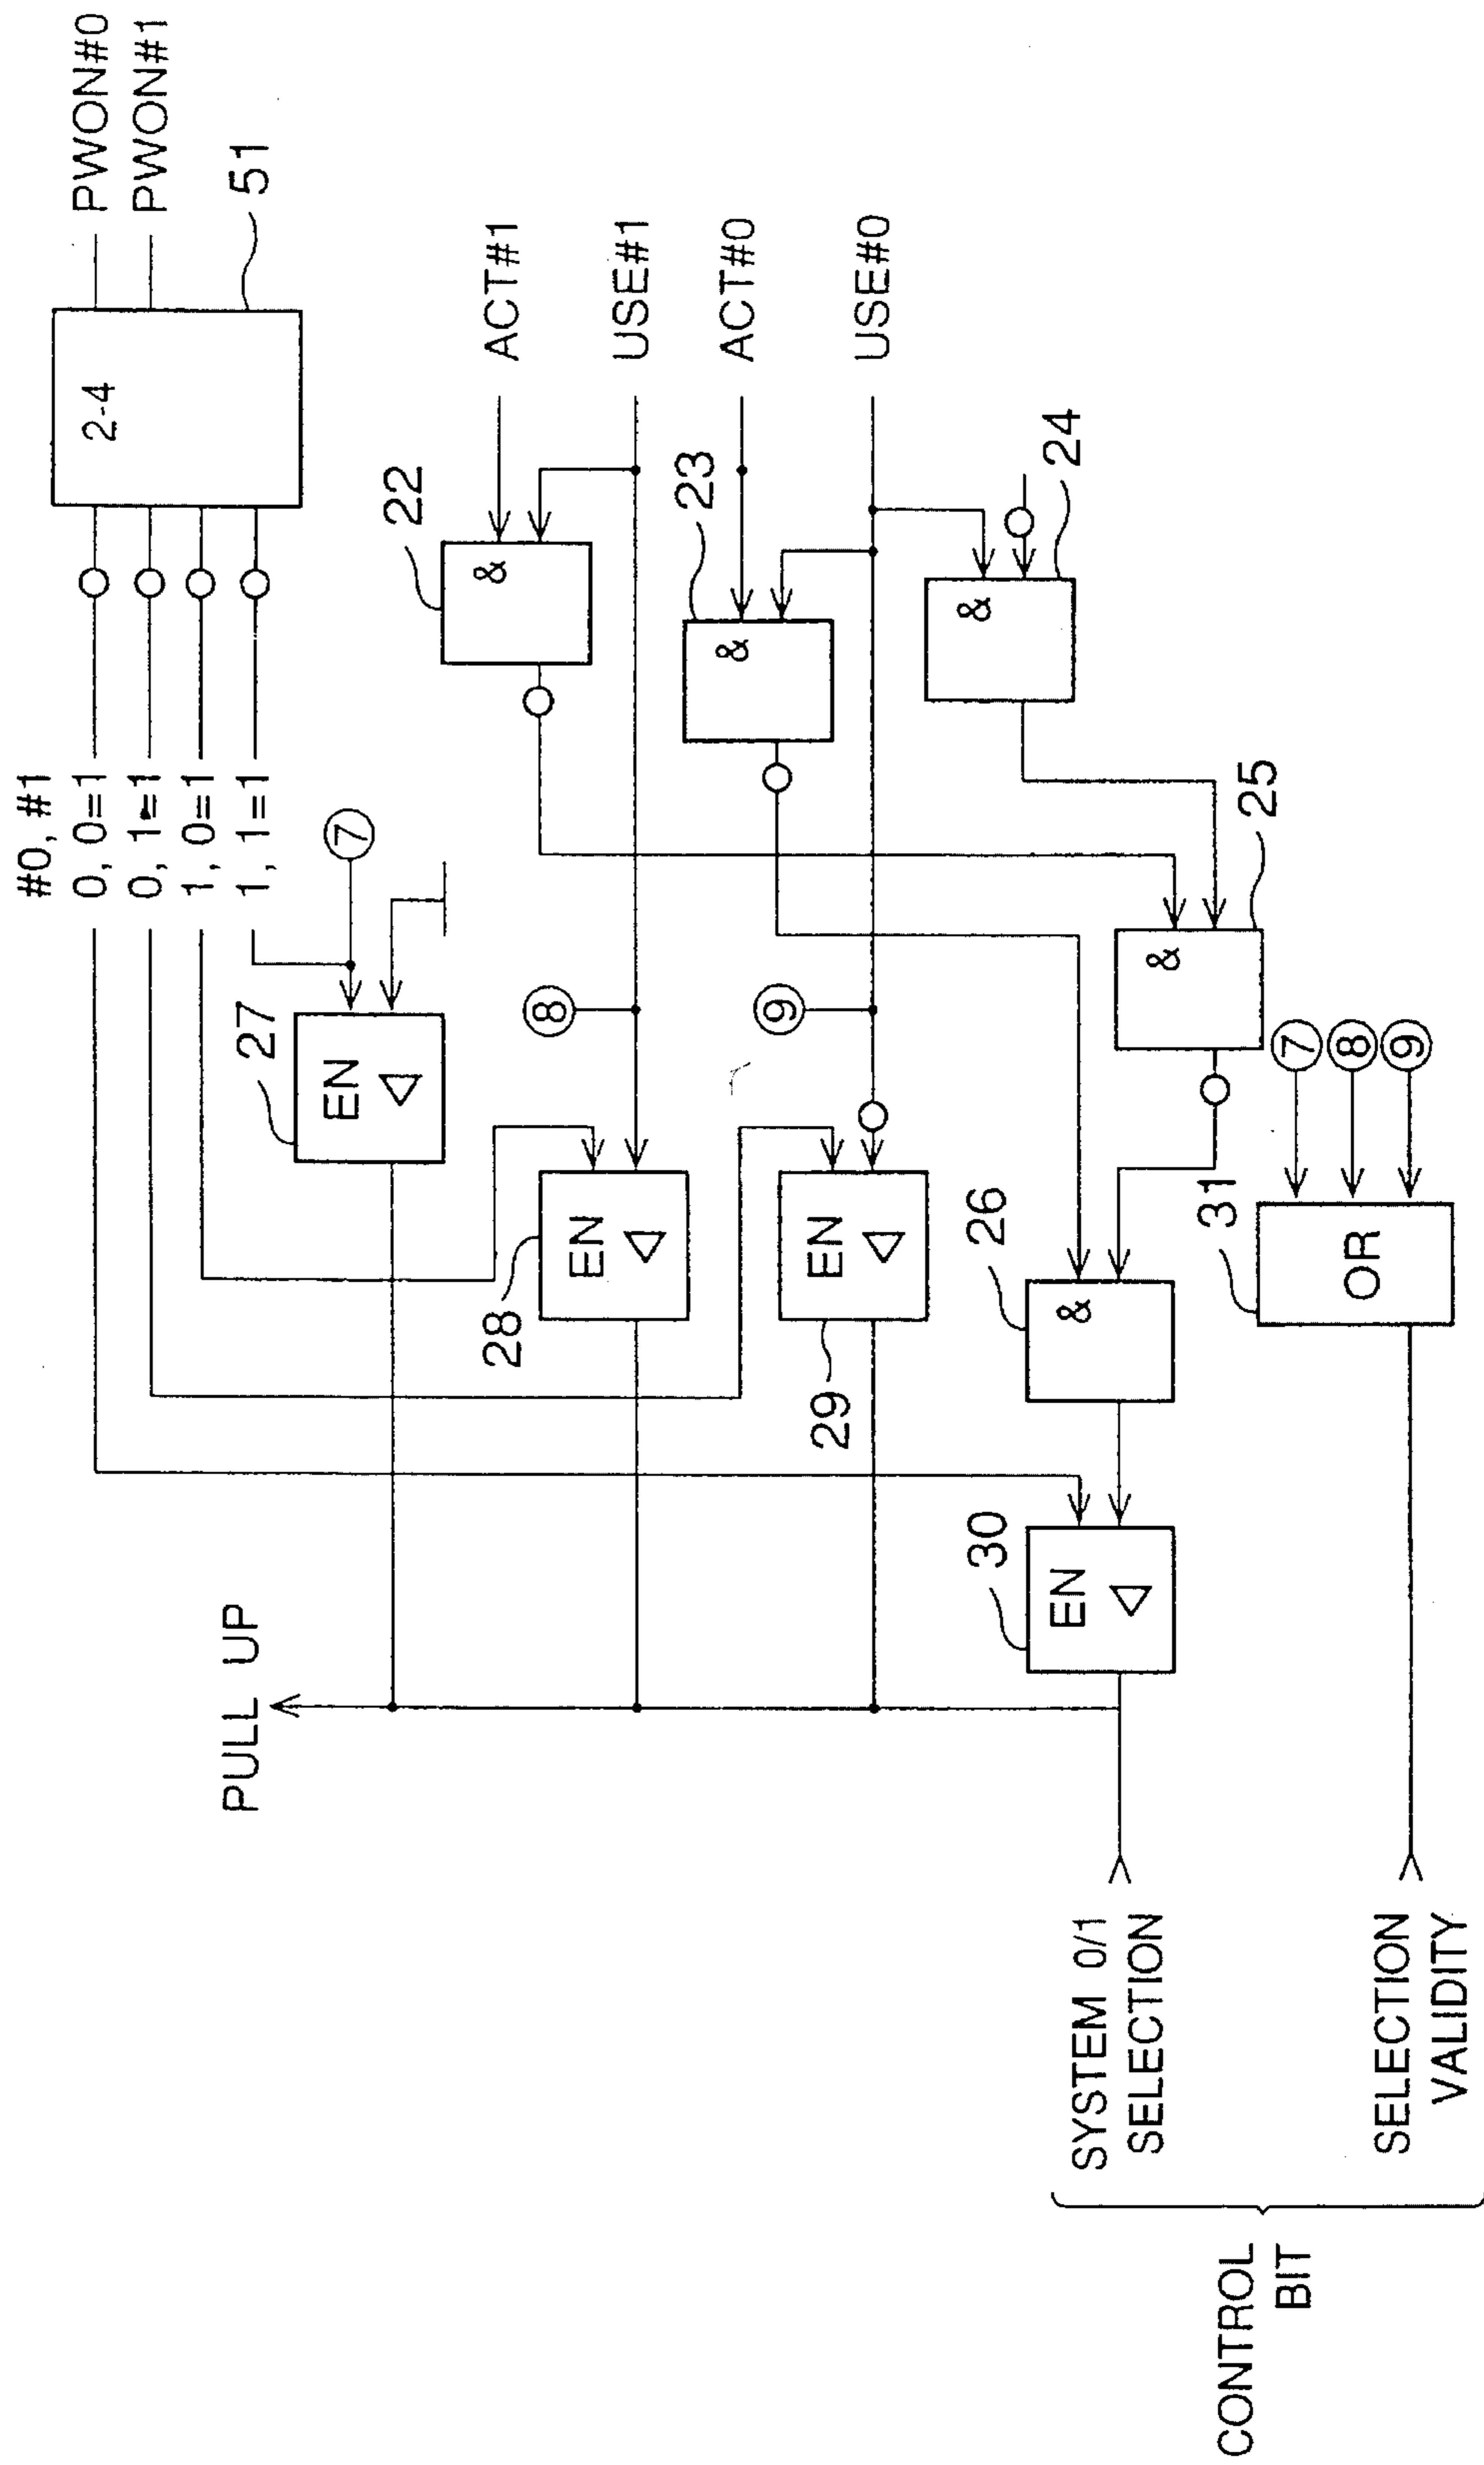 PWON#0
PWON#1
51
2-4
#0, #1
0, 0=1
0, 1=1
1, 0=1
1, 1=1
ACT#1
USE#1
ACT#0
USE#0
22
&
23
&
24
&
25
&
26
&
⑦
⑧
⑨
27
EN
28
EN
29
EN
30
EN
⑦
⑧
⑨
31
OR
PULL UP
SYSTEM 0/1
SELECTION
SELECTION
VALIDITY
CONTROL
BIT